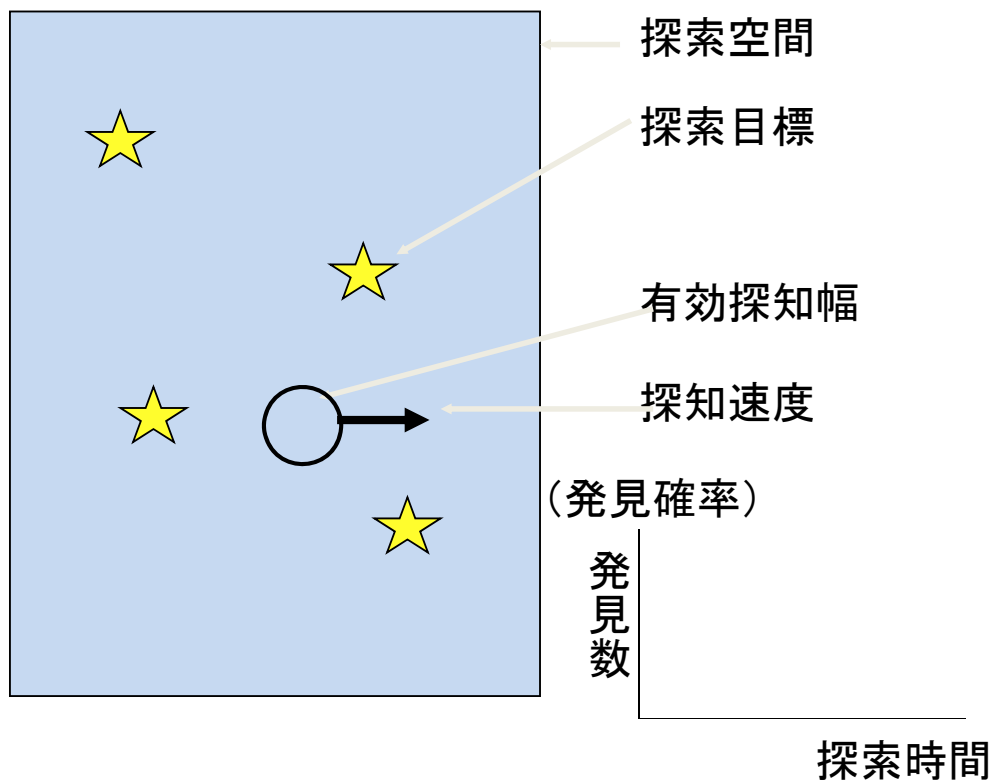 探索空間
探索目標
有効探知幅
探知速度
（発見確率）
発見数
探索時間